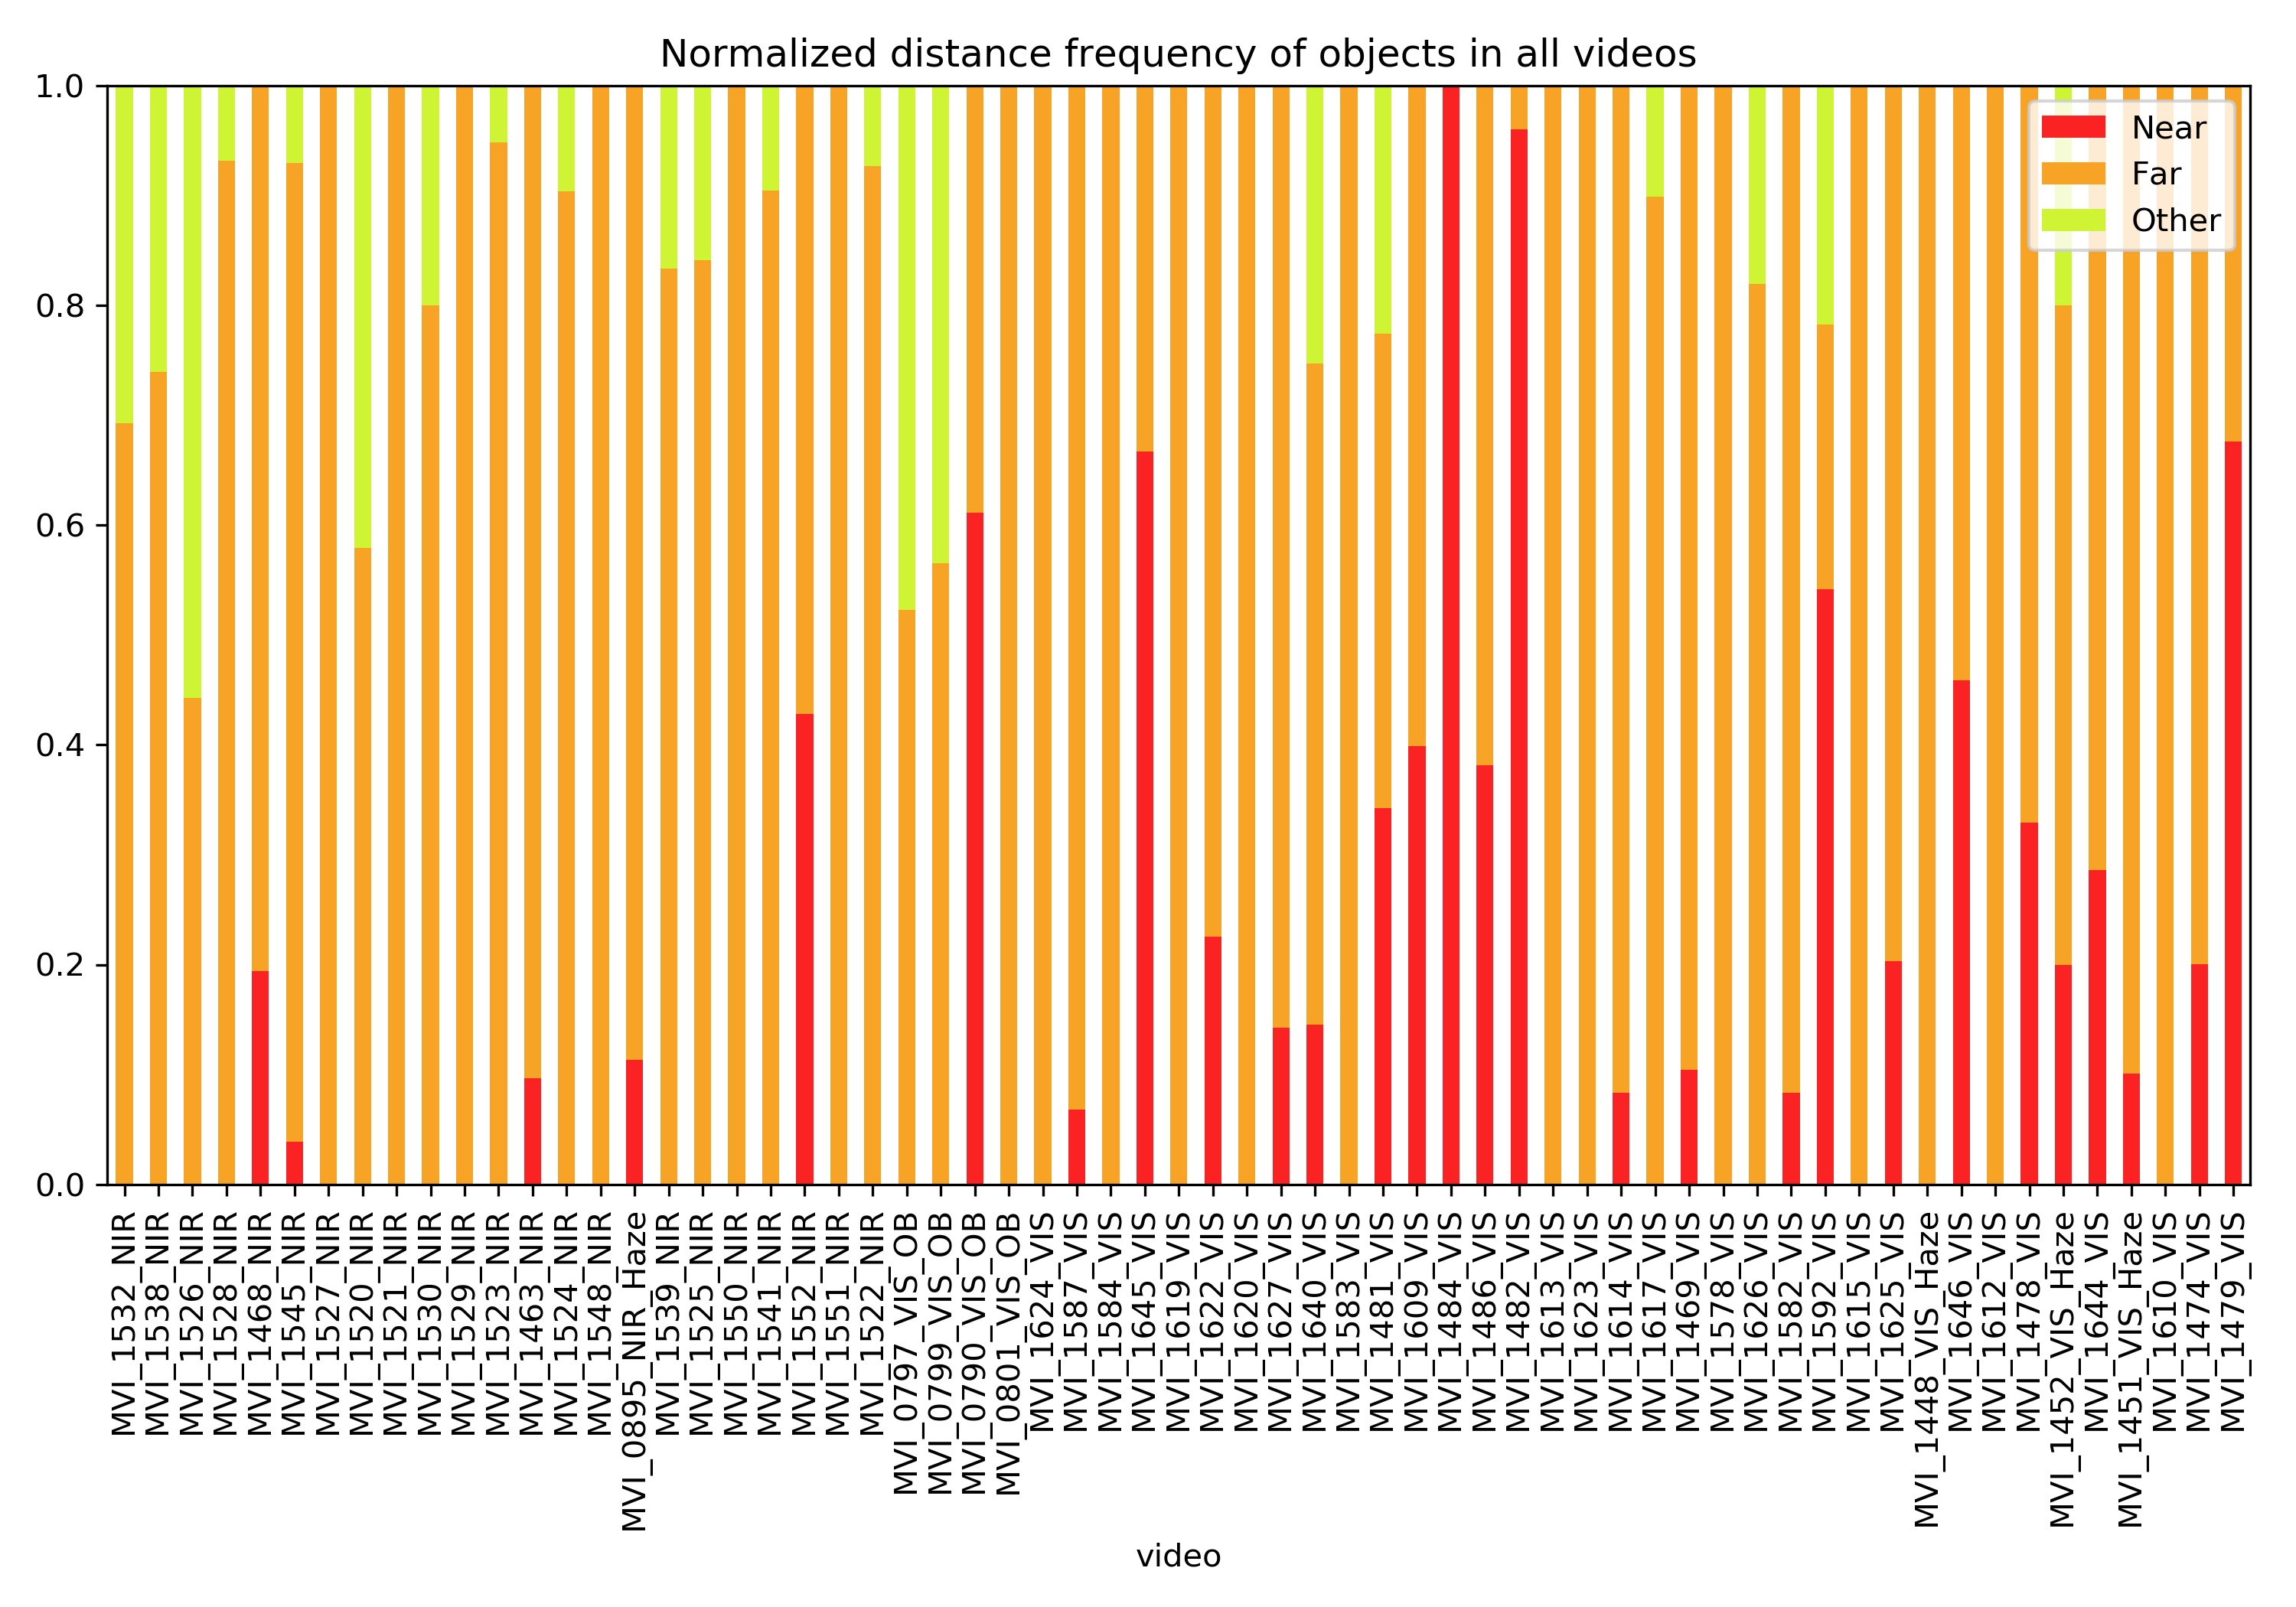 Normalized distance frequency of objects in all videos
1.0
0.8
0.6
0.4
0.2
0.0
Near
Far
Other
MVI_1532_NIR
MVI_1538_NIR
MVI_1526_NIR
MVI_1528_NIR
MVI_1468_NIR
MVI_1545_NIR
MVI_1527_NIR
MVI_1520_NIR
MVI_1521_NIR
MVI_1530_NIR
MVI_1529_NIR
MVI_1523_NIR
MVI_1463_NIR
MVI_1524_NIR
MVI_1548_NIR
MVI_0895_NIR_Haze
MVI_1539_NIR
MVI_1525_NIR
MVI_1550_NIR
MVI_1541_NIR
MVI_1552_NIR
MVI_1551_NIR
MVI_1522_NIR
MVI_0797_VIS_OB
MVI_0799_VIS_OB
MVI_0790_VIS_OB
MVI_0801_VIS_OB
MVI_1624_VIS
MVI_1587_VIS
MVI_1584_VIS
MVI_1645_VIS
MVI_1619_VIS
MVI_1622_VIS
MVI_1620_VIS
MVI_1627_VIS
MVI_1640_VIS
MVI_1583_VIS
MVI_1481_VIS
MVI_1609_VIS
MVI_1484_VIS
MVI_1486_VIS
MVI_1482_VIS
MVI_1613_VIS
MVI_1623_VIS
MVI_1614_VIS
MVI_1617_VIS
MVI_1469_VIS
MVI_1578_VIS
MVI_1626_VIS
MVI_1582_VIS
MVI_1592_VIS
MVI_1615_VIS
MVI_1625_VIS
MVI_1448_VIS_Haze
MVI_1646_VIS
MVI_1612_VIS
MVI_1478_VIS
MVI_1452_VIS_Haze
MVI_1644_VIS
MVI_1451_VIS_Haze
MVI_1610_VIS
MVI_1474_VIS
MVI_1479_VIS
video